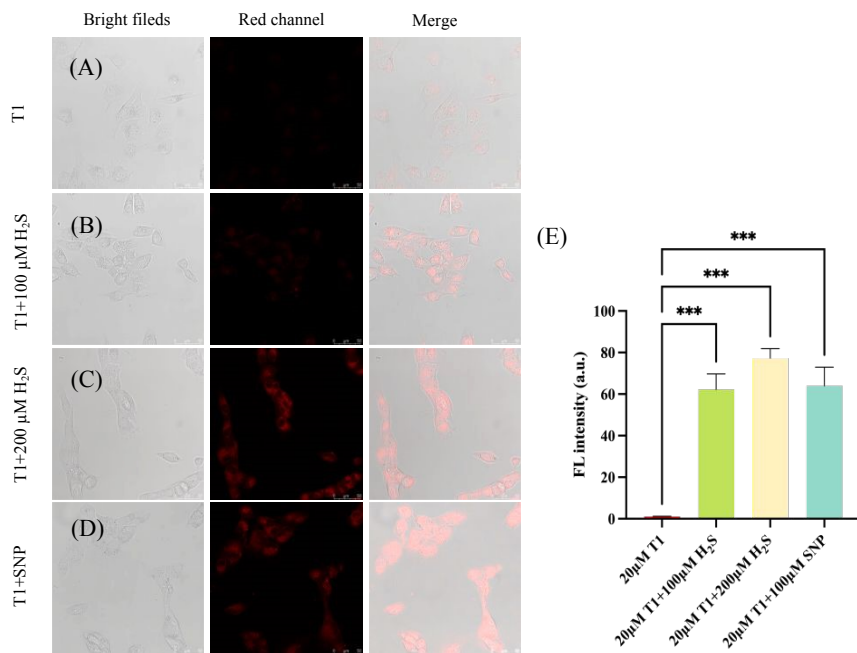 Bright fileds Red channel Merge
T1
(A)
T1+100 μM H₂S
(B)
T1+200 μM H₂S
(C)
T1+SNP
(D)
(E)
***
***
***
FL intensity (a.u.)
100
80
60
40
20
0
20μM T1
20μM T1+100μM H₂S
20μM T1+200μM H₂S
20μM T1+100μM SNP